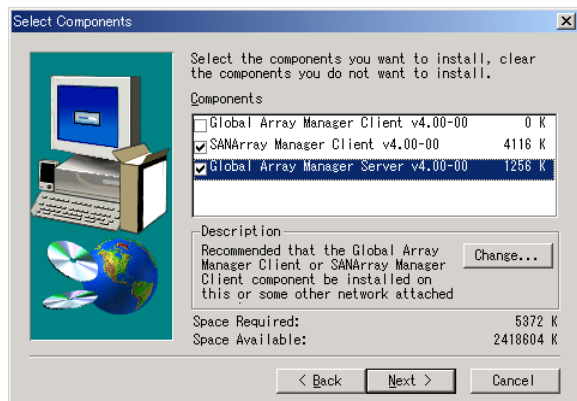 Select Components
Select the components you want to install, clear
the components you do not want to install.
Components
Global Array Manager Client v4.00-00 0 K
SANArray Manager Client v4.00-00 4116 K
Global Array Manager Server v4.00-00 1256 K
Description
Recommended that the Global Array
Manager Client or SANArray Manager
Client component be installed on
this or some other network attached
Change...
Space Required: 5372 K
Space Available: 2418604 K
< Back
Next >
Cancel